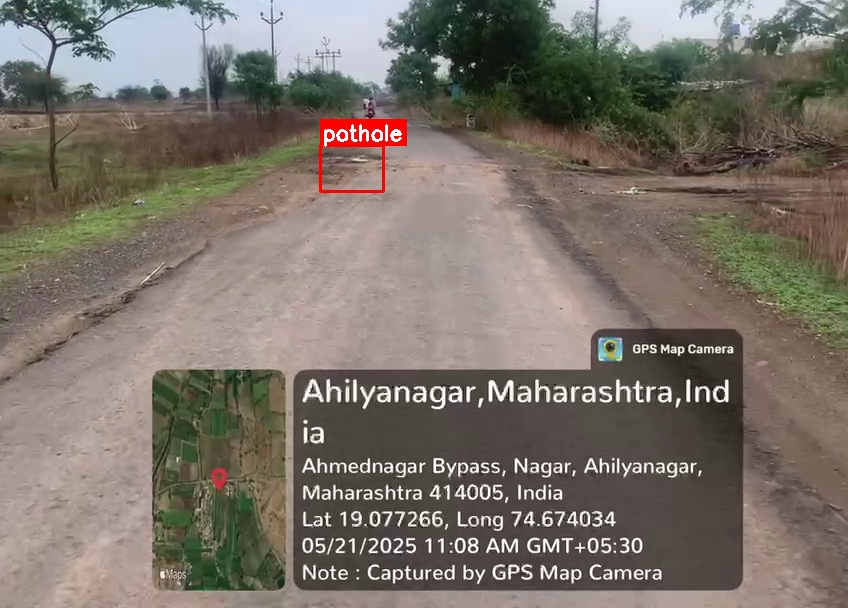 pothole
GPS Map Camera
Ahilyanagar,Maharashtra,Ind
ia
Ahmednagar Bypass, Nagar, Ahilyanagar,
Maharashtra 414005, India
Lat 19.077266, Long 74.674034
05/21/2025 11:08 AM GMT+05:30
Note : Captured by GPS Map Camera
Maps